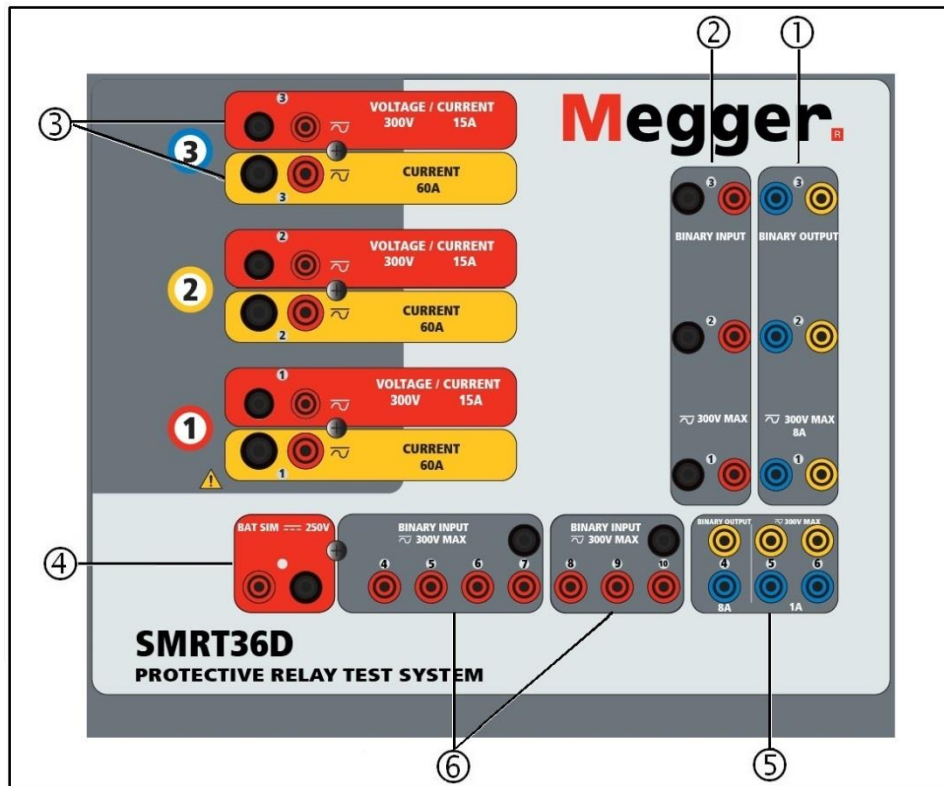 ② ①
Megger® 
③
3
3
VOLTAGE / CURRENT
300V 15A
CURRENT
60A
3
2
2
VOLTAGE / CURRENT
300V 15A
CURRENT
60A
2
1
1
VOLTAGE / CURRENT
300V 15A
CURRENT
60A
1
3
BINARY INPUT
2
300V MAX
1
3
BINARY OUTPUT
2
300V MAX
8A
1
④
BAT SIM 250V
BINARY INPUT
300V MAX
4 5 6 7
BINARY INPUT
300V MAX
8 9 10
BINARY OUTPUT 300V MAX
4 5 6
8A 1A
SMRT36D
PROTECTIVE RELAY TEST SYSTEM
⑥ ⑤